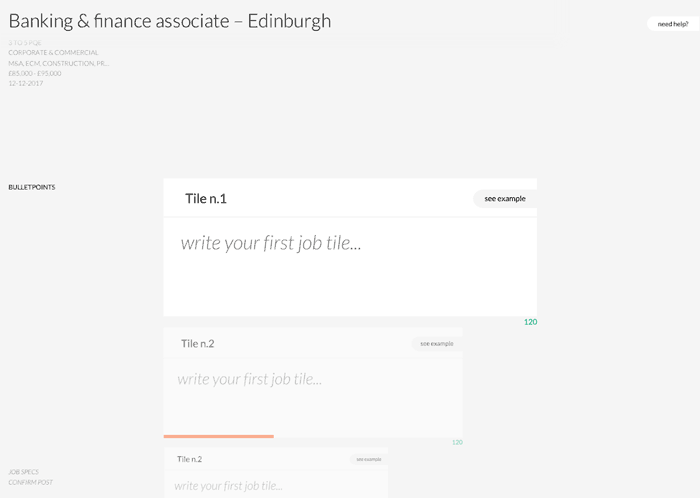 Banking & finance associate – Edinburgh
need help?
3 TO 5 PQE
CORPORATE & COMMERCIAL
M&A, ECM, CONSTRUCTION, PR...
£85.000 - £95.000
12-12-2017
BULLETPOINTS
Tile n.1
see example
write your first job tile...
120
Tile n.2
see example
write your first job tile...
120
Tile n.2
see example
write your first job tile...
JOB SPECS
CONFIRM POST